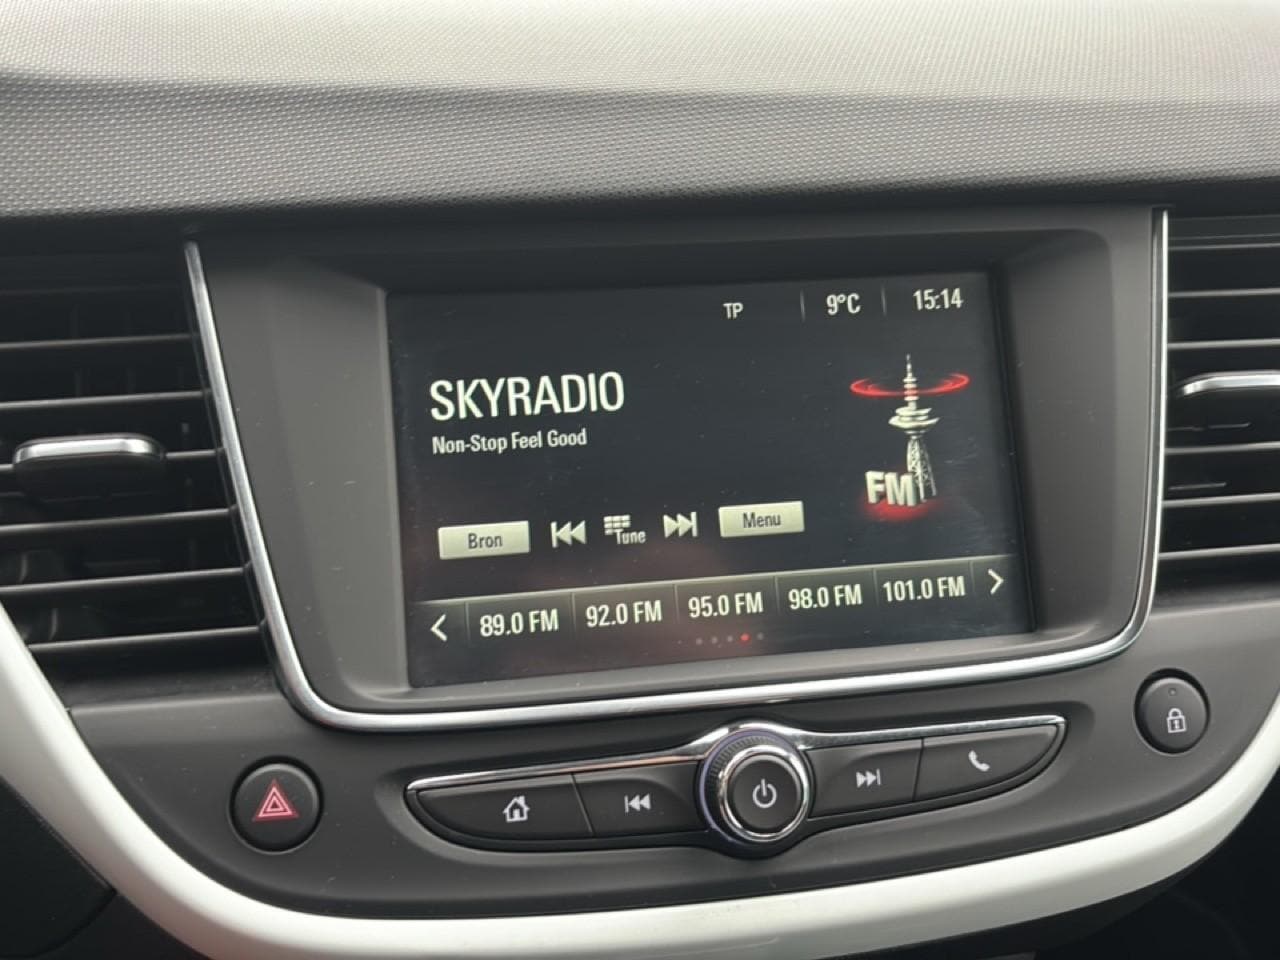 TP 9°C 15:14
SKYRADIO
Non-Stop Feel Good
FM
Bron Tune Menu
89.0 FM 92.0 FM 95.0 FM 98.0 FM 101.0 FM